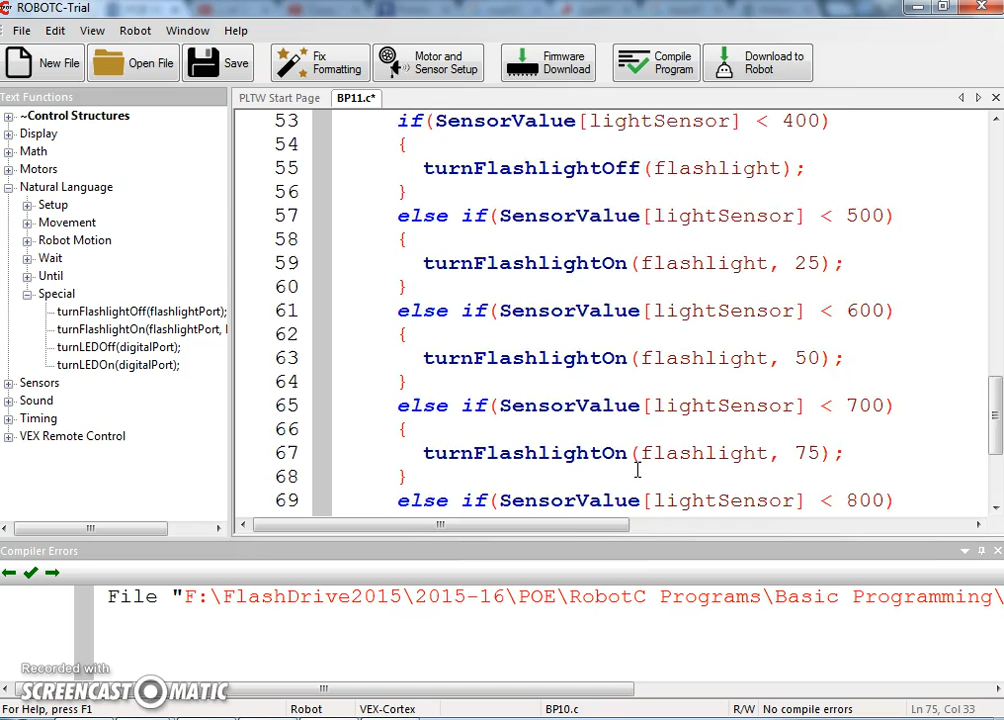 ROBOTC-Trial
File Edit View Robot Window Help
New File Open File Save Fix Formatting Motor and Sensor Setup Firmware Download Compile Program Download to Robot
Text Functions
PLTW Start Page BP11.c*
~Control Structures
Display
Math
Motors
Natural Language
Setup
Movement
Robot Motion
Wait
Until
Special
turnFlashlightOff(flashlightPort);
turnFlashlightOn(flashlightPort,
turnLEDOff(digitalPort);
turnLEDOn(digitalPort);
Sensors
Sound
Timing
VEX Remote Control
53 if(SensorValue[lightSensor] < 400)
54 {
55 turnFlashlightOff(flashlight);
56 }
57 else if(SensorValue[lightSensor] < 500)
58 {
59 turnFlashlightOn(flashlight, 25);
60 }
61 else if(SensorValue[lightSensor] < 600)
62 {
63 turnFlashlightOn(flashlight, 50);
64 }
65 else if(SensorValue[lightSensor] < 700)
66 {
67 turnFlashlightOn(flashlight, 75);
68 }
69 else if(SensorValue[lightSensor] < 800)
Compiler Errors
File "F:\FlashDrive2015\2015-16\POE\RobotC Programs\Basic Programming\
Recorded with
SCREENCAST-O-MATIC
For Help, press F1 Robot VEX-Cortex BP10.c R/W No compile errors Ln 75, Col 33